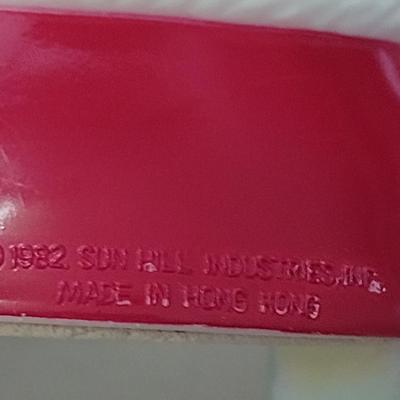 ©1982 SUN HILL INDUSTRIES, INC.
MADE IN HONG KONG